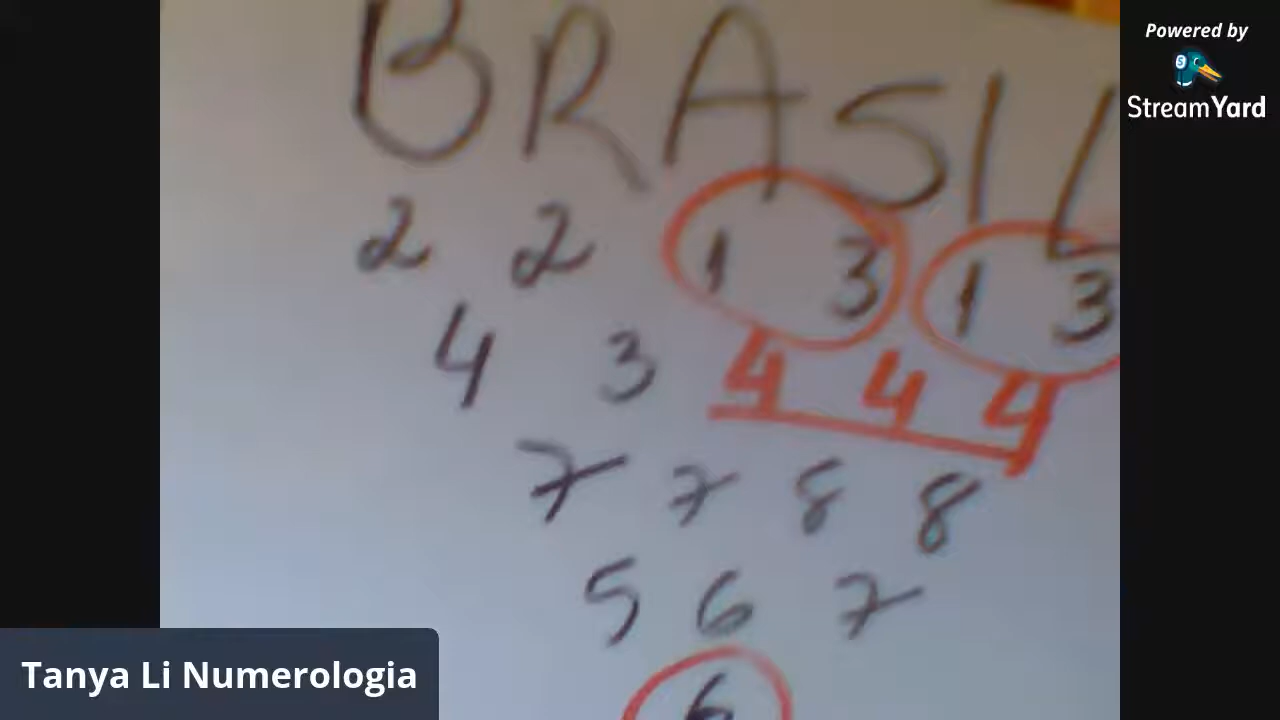 BRASIL
2 2 1 3 1 3
4 3 4 4 4
7 7 8 8
5 6 7
6
Powered by
StreamYard
Tanya Li Numerologia